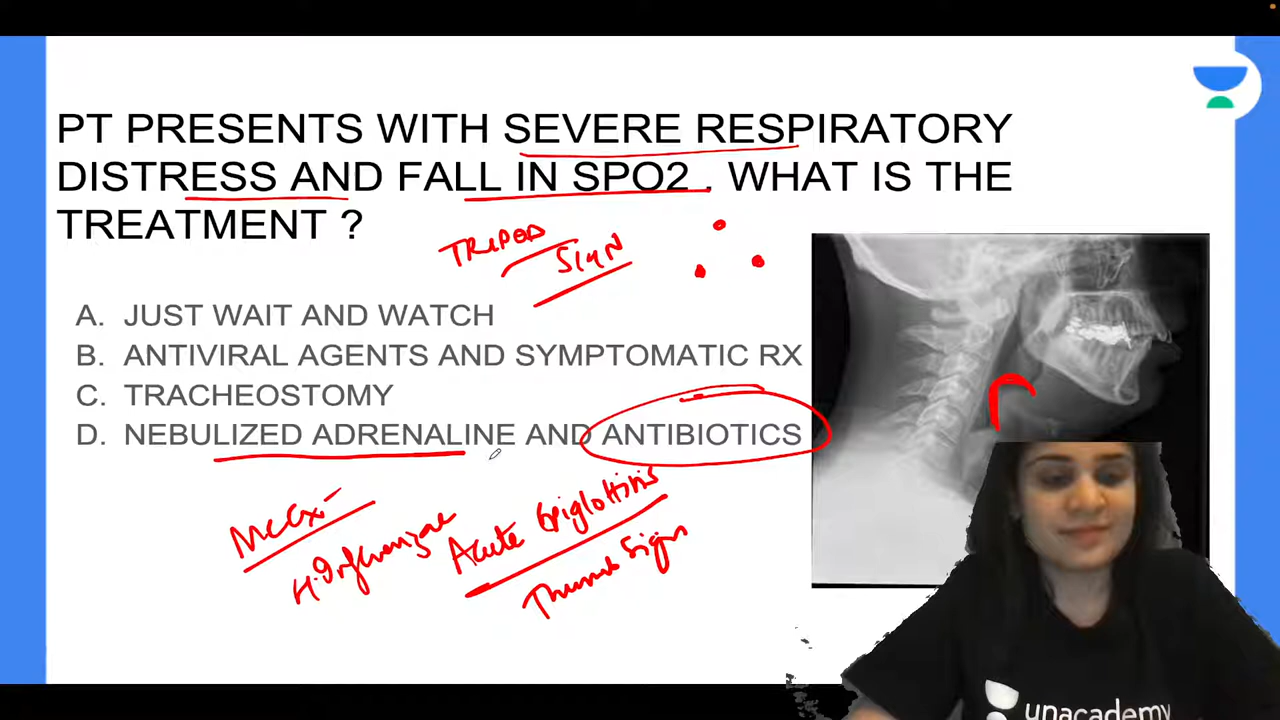 PT PRESENTS WITH SEVERE RESPIRATORY
DISTRESS AND FALL IN SPO2 . WHAT IS THE
TREATMENT ?
TRIPOD
SIGN
A. JUST WAIT AND WATCH
B. ANTIVIRAL AGENTS AND SYMPTOMATIC RX
C. TRACHEOSTOMY
D. NEBULIZED ADRENALINE AND ANTIBIOTICS
H. Influenzae
Acute Epiglottitis
Thumb Sign
unacademy